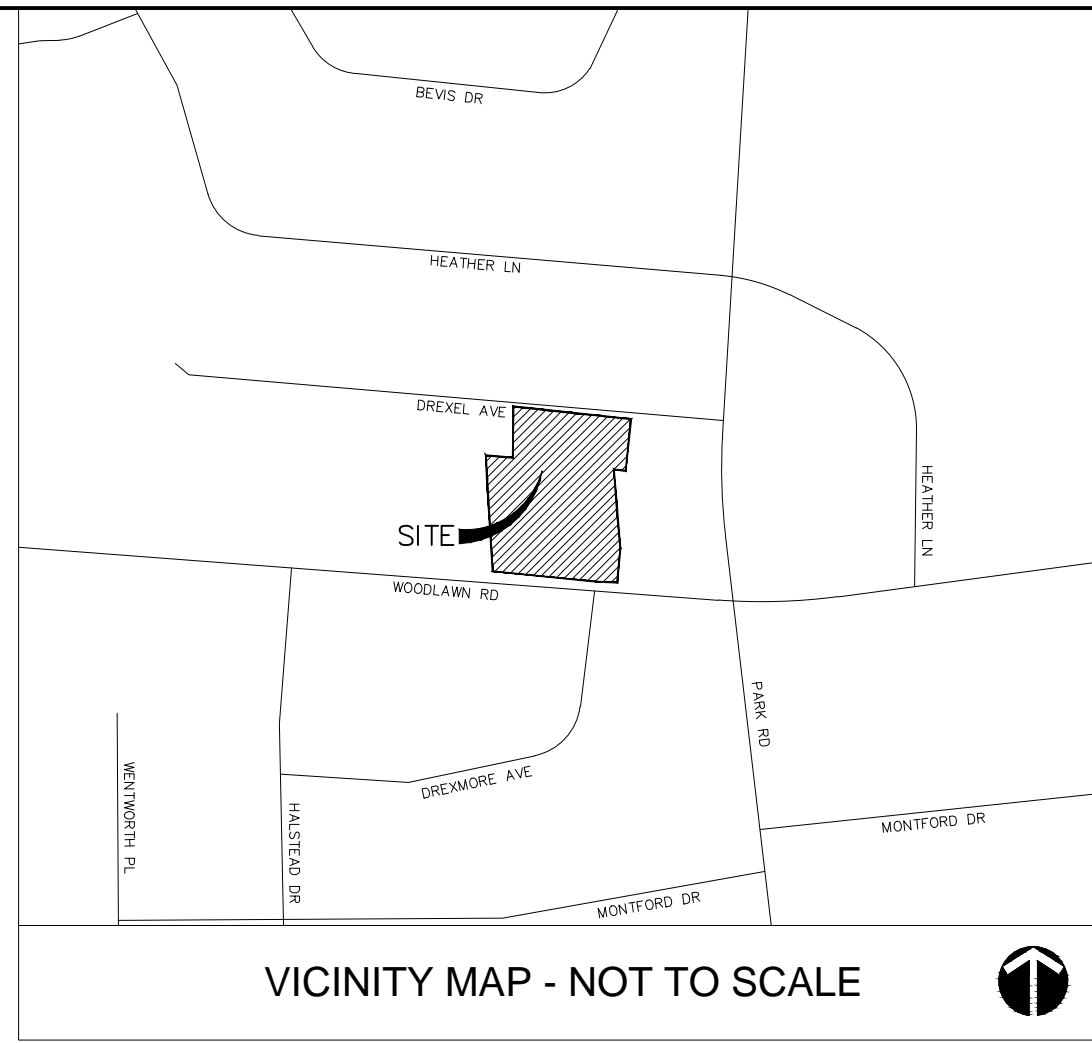 BEVIS DR
HEATHER LN
DREXEL AVE
HEATHER LN
SITE
WOODLAWN RD
PARK RD
WENTWORTH PL
DREXMORE AVE
HALSTEAD DR
MONTFORD DR
MONTFORD DR
VICINITY MAP - NOT TO SCALE